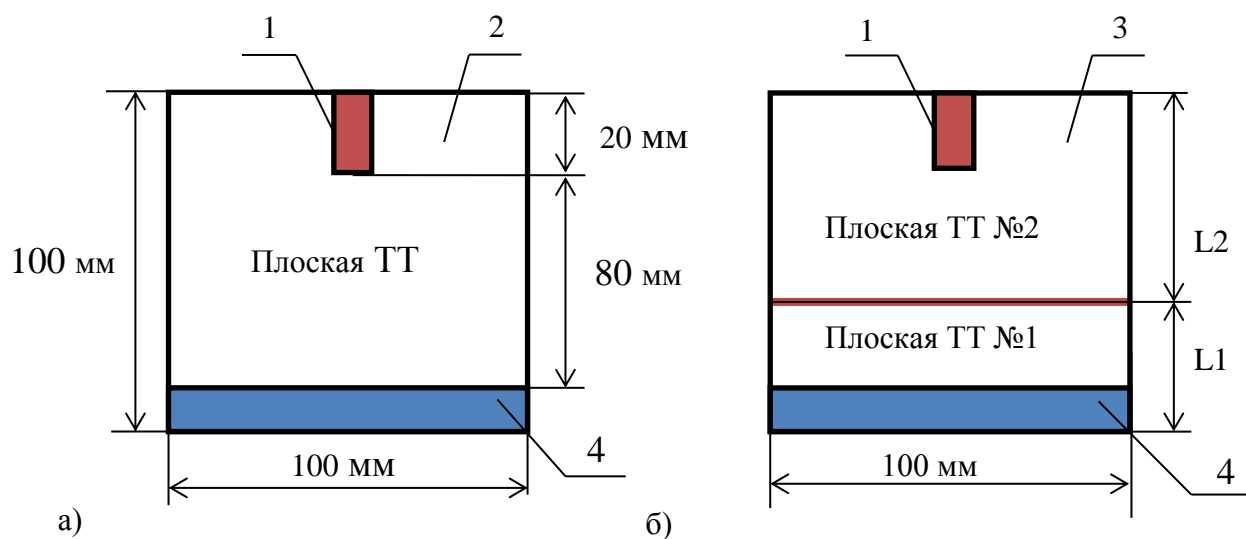 1
2
20 мм
100 мм
Плоская ТТ
80 мм
4
100 мм
а)
1
3
Плоская ТТ №2
L2
Плоская ТТ №1
L1
100 мм
4
б)